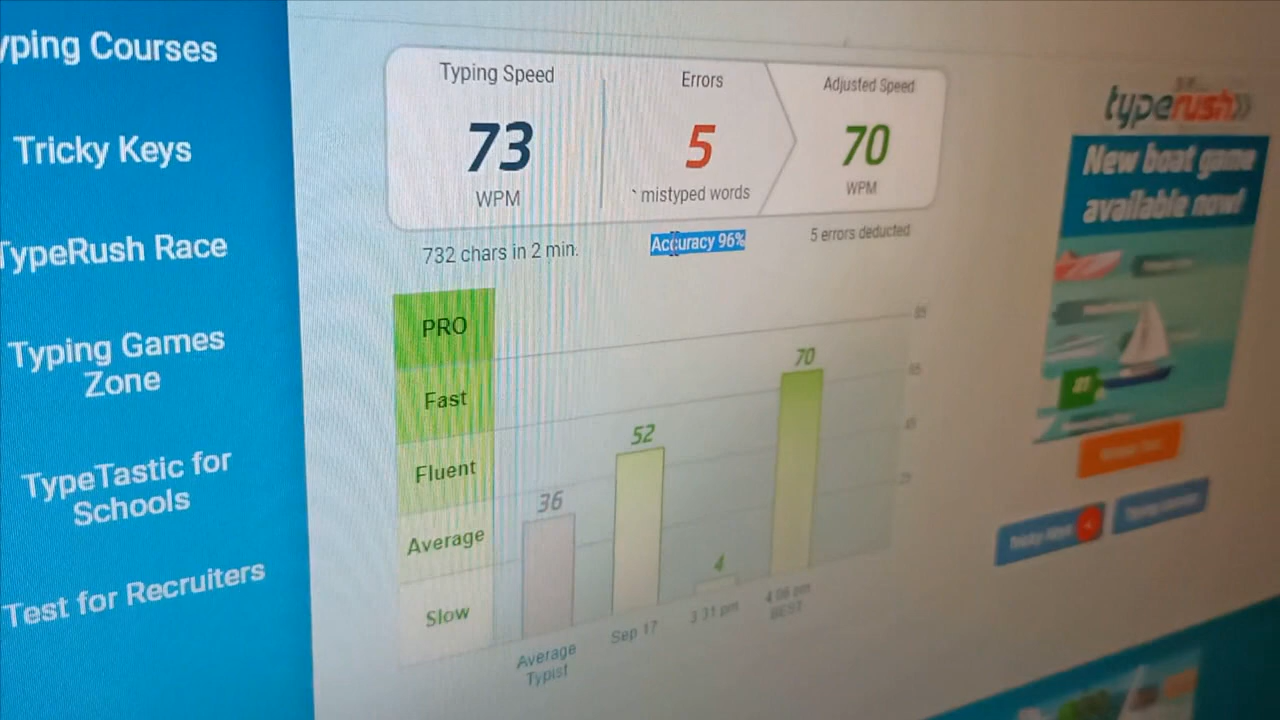 yping Courses
Tricky Keys
TypeRush Race
Typing Games
Zone
TypeTastic for
Schools
Test for Recruiters
Typing Speed
73
WPM
732 chars in 2 min.
Errors
5
mistyped words
Accuracy 96%
Adjusted Speed
70
WPM
5 errors deducted
PRO
Fast
Fluent
Average
Slow
36
52
4
70
Average
Typist
Sep 17
3:31 pm
4:06 pm
BEST
typerush
New boat game
available now!